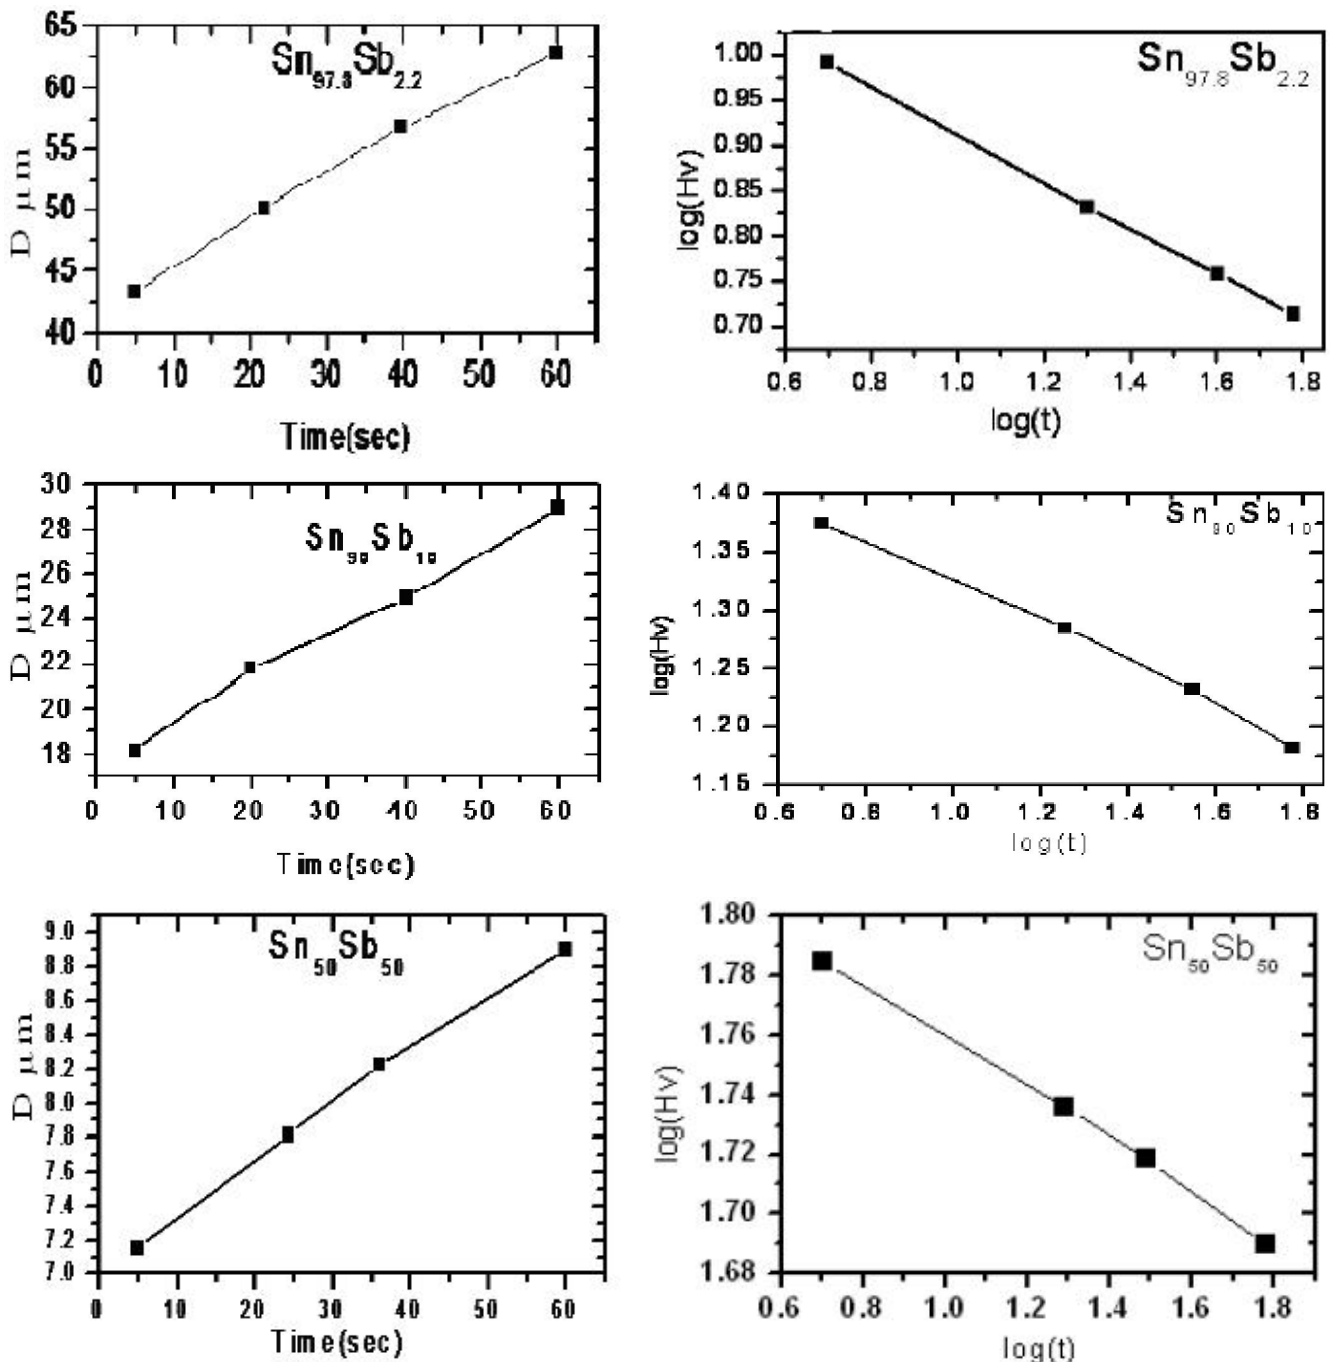 65
60
55
50
45
40
D μm
Sn97.8Sb2.2
0 10 20 30 40 50 60
Time(sec)
1.00
0.95
0.90
0.85
0.80
0.75
0.70
log(Hv)
Sn97.8Sb2.2
0.6 0.8 1.0 1.2 1.4 1.6 1.8
log(t)
30
28
26
24
22
20
18
D μm
Sn90Sb10
0 10 20 30 40 50 60
Time(sec)
1.40
1.35
1.30
1.25
1.20
1.15
log(Hv)
Sn90Sb10
0.6 0.8 1.0 1.2 1.4 1.6 1.8
log(t)
9.0
8.8
8.6
8.4
8.2
8.0
7.8
7.6
7.4
7.2
7.0
D μm
Sn50Sb50
0 10 20 30 40 50 60
Time(sec)
1.80
1.78
1.76
1.74
1.72
1.70
1.68
log(Hv)
Sn50Sb50
0.6 0.8 1.0 1.2 1.4 1.6 1.8
log(t)